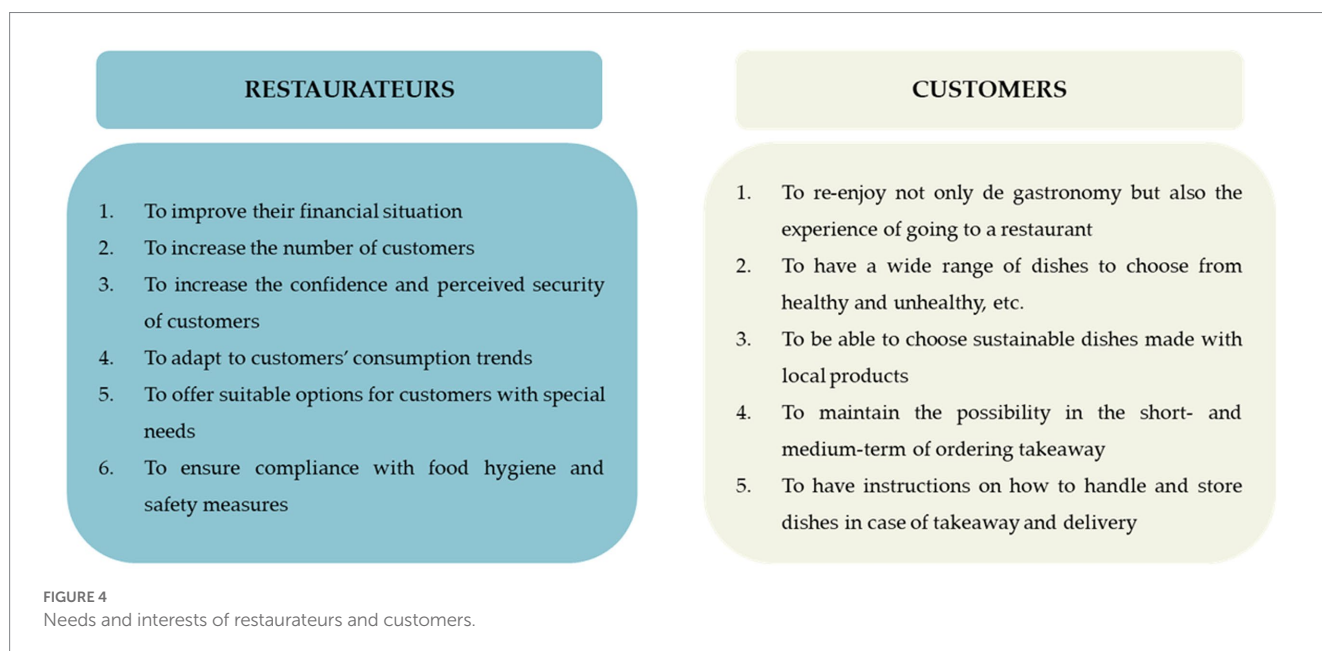 RESTAURATEURS
1. To improve their financial situation
2. To increase the number of customers
3. To increase the confidence and perceived security
of customers
4. To adapt to customers’ consumption trends
5. To offer suitable options for customers with special
needs
6. To ensure compliance with food hygiene and
safety measures
CUSTOMERS
1. To re-enjoy not only de gastronomy but also the
experience of going to a restaurant
2. To have a wide range of dishes to choose from
healthy and unhealthy, etc.
3. To be able to choose sustainable dishes made with
local products
4. To maintain the possibility in the short- and
medium-term of ordering takeaway
5. To have instructions on how to handle and store
dishes in case of takeaway and delivery
FIGURE 4
Needs and interests of restaurateurs and customers.